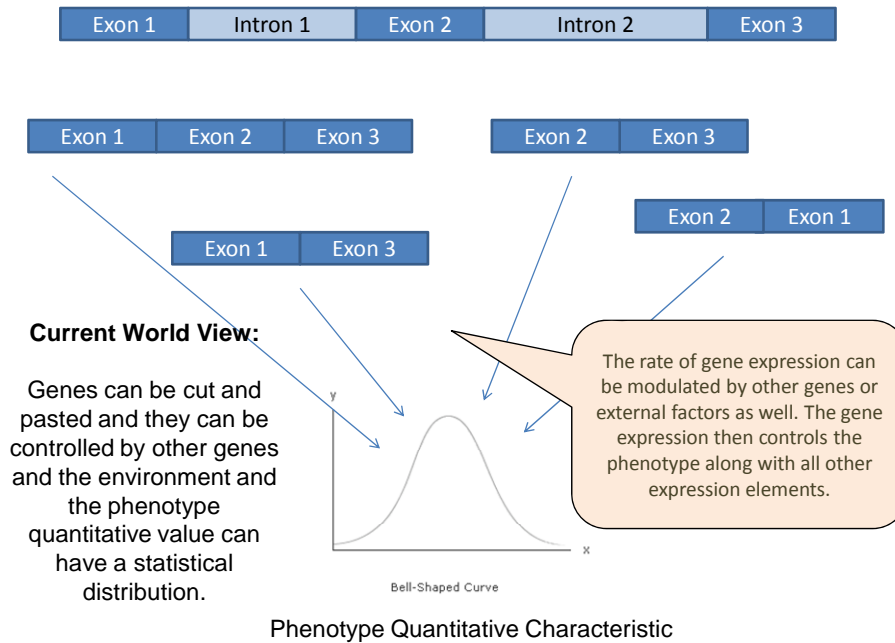 Exon 1 Intron 1 Exon 2 Intron 2 Exon 3
Exon 1 Exon 2 Exon 3
Exon 2 Exon 3
Exon 2 Exon 1
Exon 1 Exon 3
Current World View:
Genes can be cut and
pasted and they can be
controlled by other genes
and the environment and
the phenotype
quantitative value can
have a statistical
distribution.
The rate of gene expression can
be modulated by other genes or
external factors as well. The gene
expression then controls the
phenotype along with all other
expression elements.
y
x
Bell-Shaped Curve
Phenotype Quantitative Characteristic